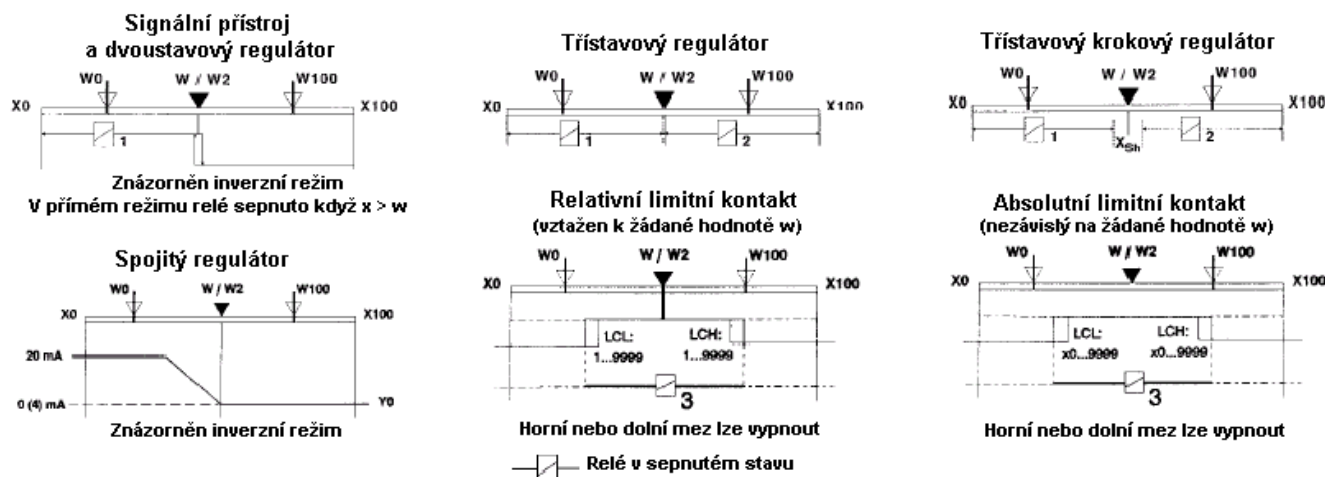 Signální přístroj
a dvoustavový regulátor
W0 W / W2 W100
X0 X100
1
Znázorněn inverzní režim
V přímém režimu relé sepnuto když x > w
Třístavový regulátor
W0 W / W2 W100
X0 X100
1 2
Třístavový krokový regulátor
W0 W / W2 W100
X0 X100
1 XSh 2
Spojitý regulátor
W0 W / W2 W100
X0 X100
20 mA
0 (4) mA Y0
Znázorněn inverzní režim
Relativní limitní kontakt
(vztažen k žádané hodnotě w)
W0 W / W2 W100
X0 X100
LCL: LCH:
1...9999 1...9999
3
Horní nebo dolní mez lze vypnout
Absolutní limitní kontakt
(nezávislý na žádané hodnotě w)
W0 W / W2 W100
X0 X100
LCL: LCH:
x0...9999 x0...9999
3
Horní nebo dolní mez lze vypnout
Relé v sepnutém stavu